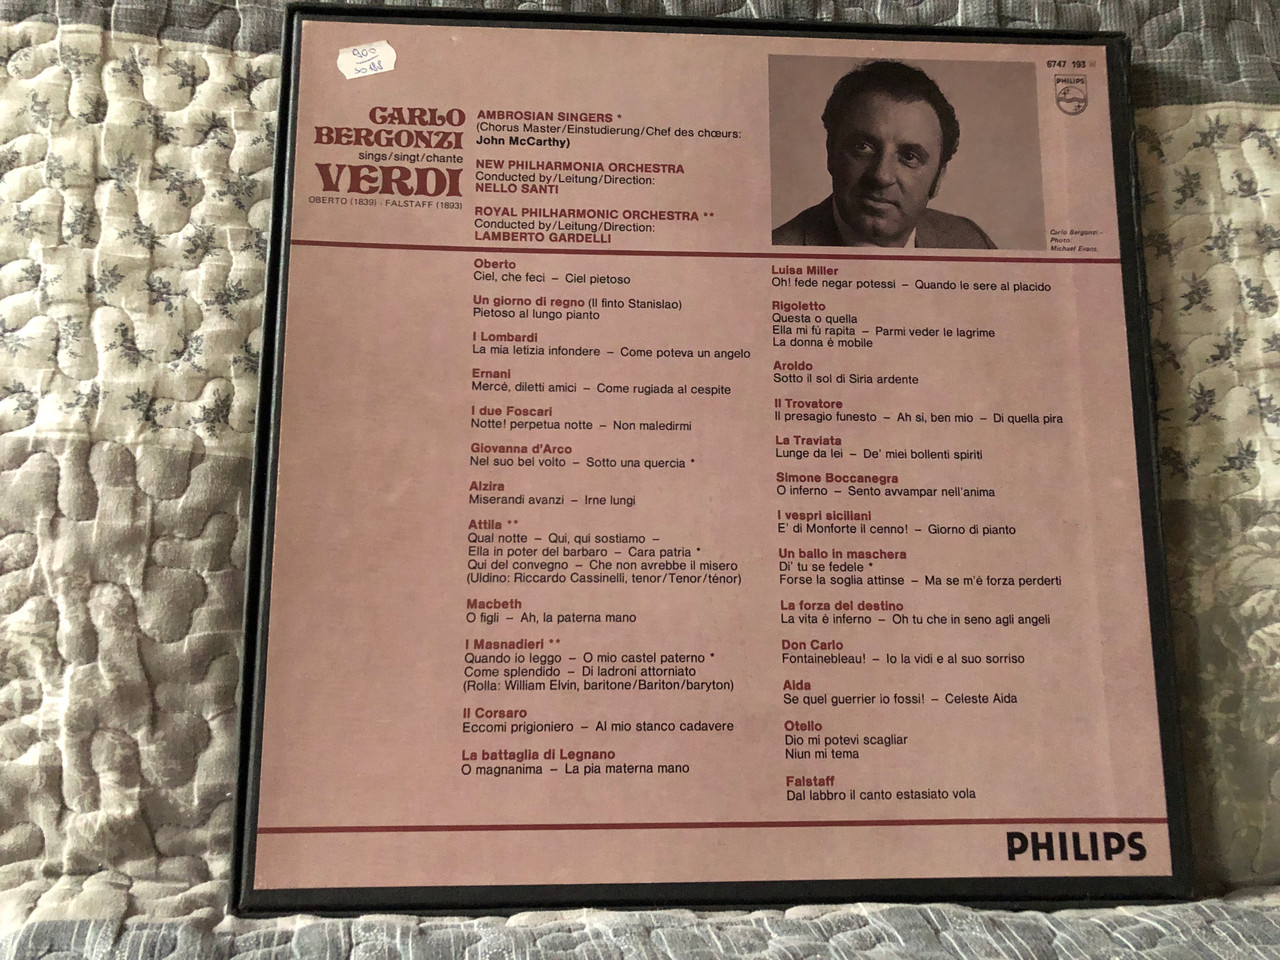 900
CARLO
BERGONZI
sings/singt/chante
VERDI
OBERTO (1839) - FALSTAFF (1893)
AMBROSIAN SINGERS *
(Chorus Master/Einstudierung/Chef des chœurs:
John McCarthy)
NEW PHILHARMONIA ORCHESTRA
Conducted by/Leitung/Direction:
NELLO SANTI
ROYAL PHILHARMONIC ORCHESTRA **
Conducted by/Leitung/Direction:
LAMBERTO GARDELLI
6747 193
PHILIPS
Carlo Bergonzi -
Photo:
Michael Evans.
Oberto
Ciel, che feci – Ciel pietoso
Un giorno di regno (Il finto Stanislao)
Pietoso al lungo pianto
I Lombardi
La mia letizia infondere – Come poteva un angelo
Ernani
Mercé, diletti amici – Come rugiada al cespite
I due Foscari
Notte! perpetua notte – Non maledirmi
Giovanna d'Arco
Nel suo bel volto – Sotto una quercia *
Alzira
Miserandi avanzi – Irne lungi
Attila **
Qual notte – Qui, qui sostiamo –
Ella in poter del barbaro – Cara patria *
Qui del convegno – Che non avrebbe il misero
(Uldino: Riccardo Cassinelli, tenor/Tenor/ténor)
Macbeth
O figli – Ah, la paterna mano
I Masnadieri **
Quando io leggo – O mio castel paterno *
Come splendido – Di ladroni attorniato
(Rolla: William Elvin, baritone/Bariton/baryton)
Il Corsaro
Eccomi prigioniero – Al mio stanco cadavere
La battaglia di Legnano
O magnanima – La pia materna mano
Luisa Miller
Oh! fede negar potessi – Quando le sere al placido
Rigoletto
Questa o quella
Ella mi fù rapita – Parmi veder le lagrime
La donna è mobile
Aroldo
Sotto il sol di Siria ardente
Il Trovatore
Il presagio funesto – Ah si, ben mio – Di quella pira
La Traviata
Lunge da lei – De' miei bollenti spiriti
Simone Boccanegra
O inferno – Sento avvampar nell'anima
I vespri siciliani
E' di Monforte il cenno! – Giorno di pianto
Un ballo in maschera
Di' tu se fedele *
Forse la soglia attinse – Ma se m'é forza perderti
La forza del destino
La vita è inferno – Oh tu che in seno agli angeli
Don Carlo
Fontainebleau! – Io la vidi e al suo sorriso
Aida
Se quel guerrier io fossi! – Celeste Aida
Otello
Dio mi potevi scagliar
Niun mi tema
Falstaff
Dal labbro il canto estasiato vola
PHILIPS